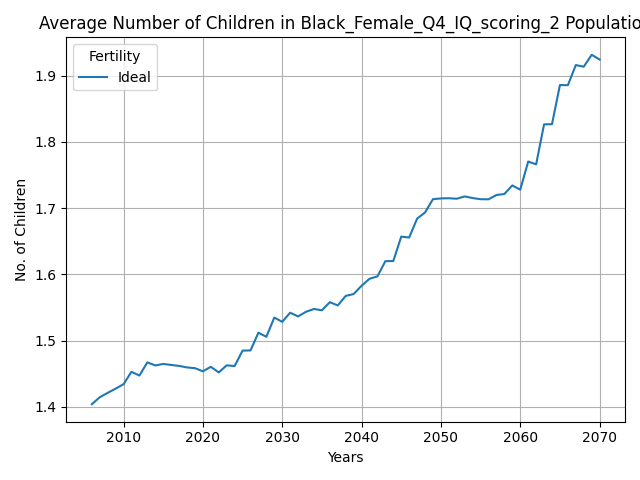 Average Number of Children in Black_Female_Q4_IQ_scoring_2 Populatio
Fertility
Ideal
No. of Children
1.9
1.8
1.7
1.6
1.5
1.4
2010 2020 2030 2040 2050 2060 2070
Years